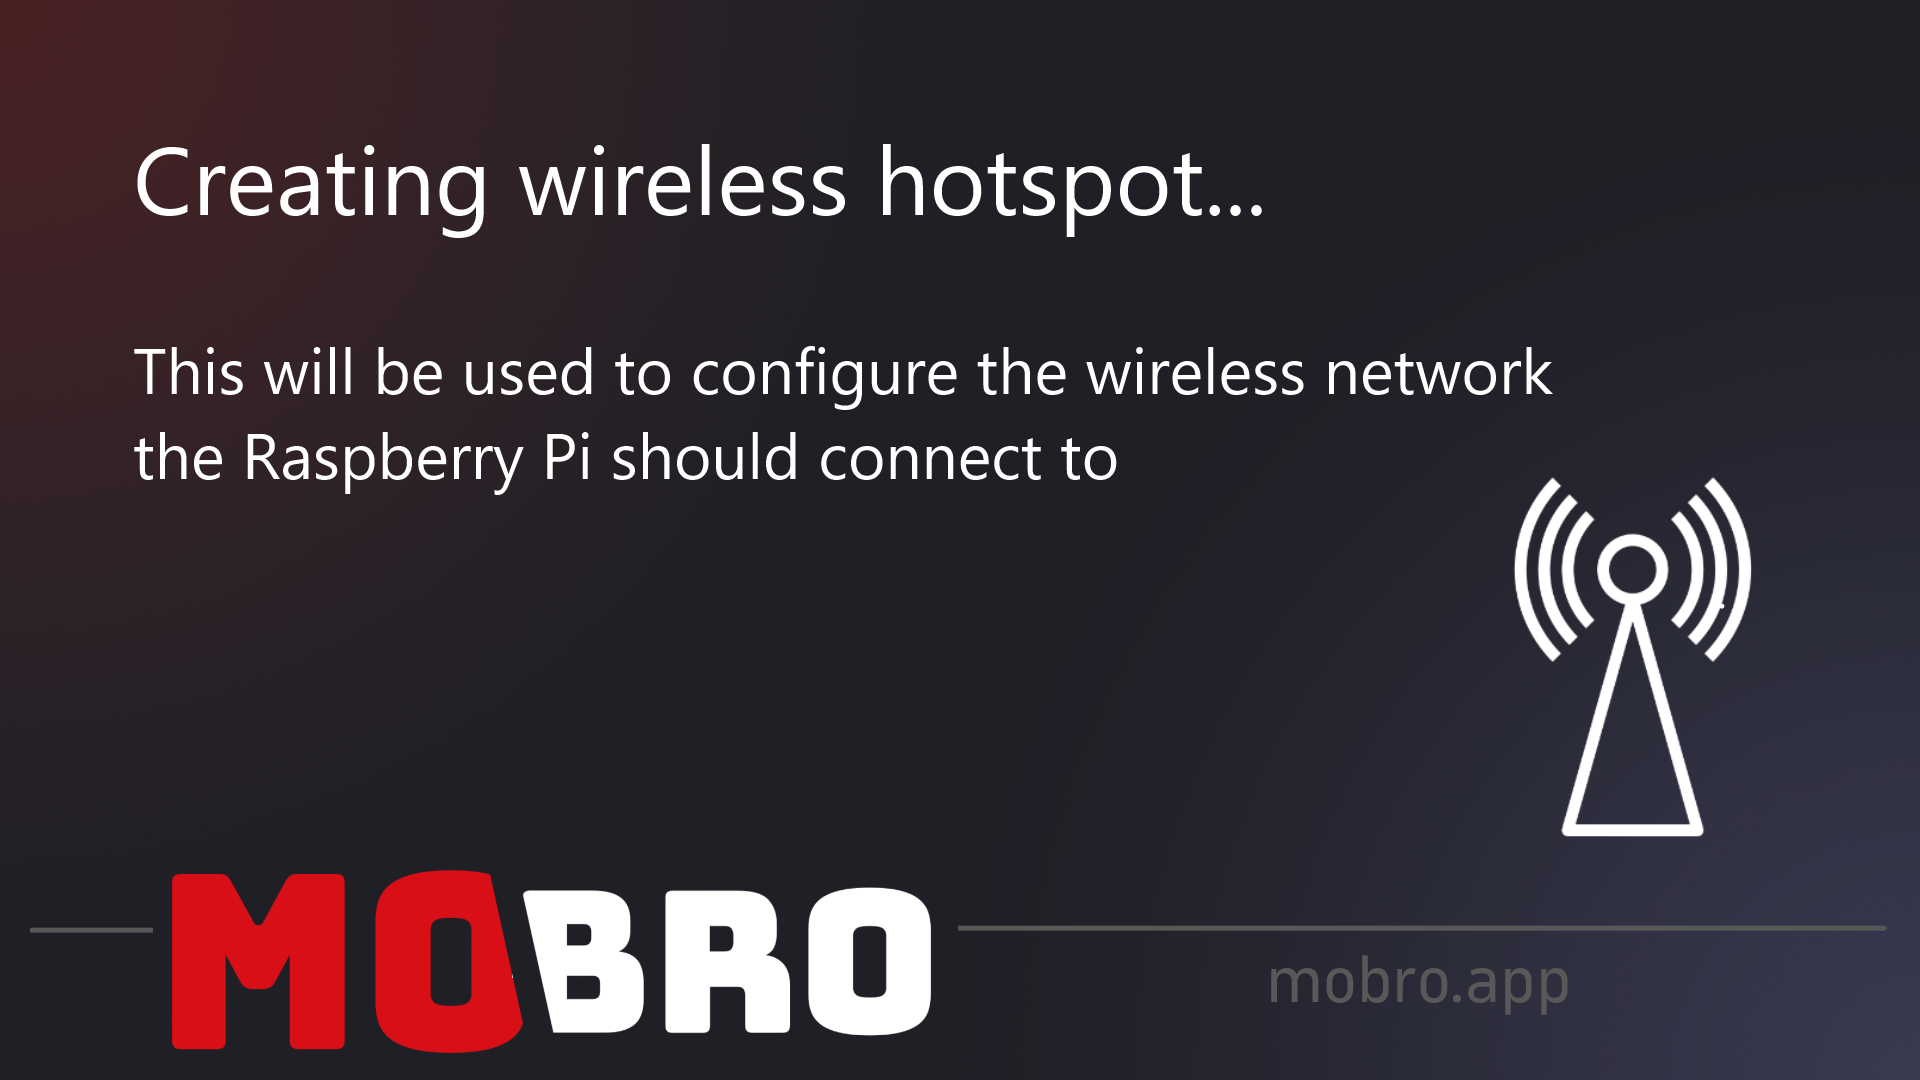 Creating wireless hotspot...
This will be used to configure the wireless network
the Raspberry Pi should connect to
MOBRO
mobro.app